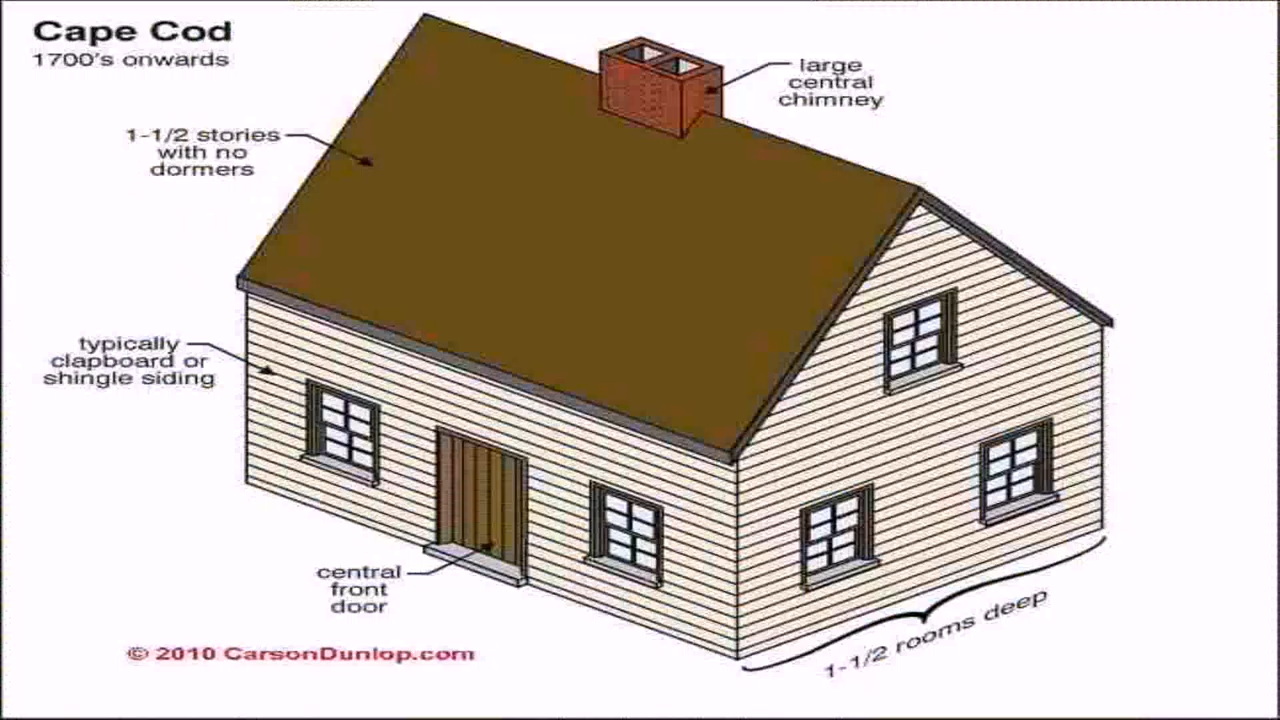 Cape Cod
1700's onwards
large
central
chimney
1-1/2 stories
with no
dormers
typically
clapboard or
shingle siding
central
front
door
1-1/2 rooms deep
© 2010 CarsonDunlop.com